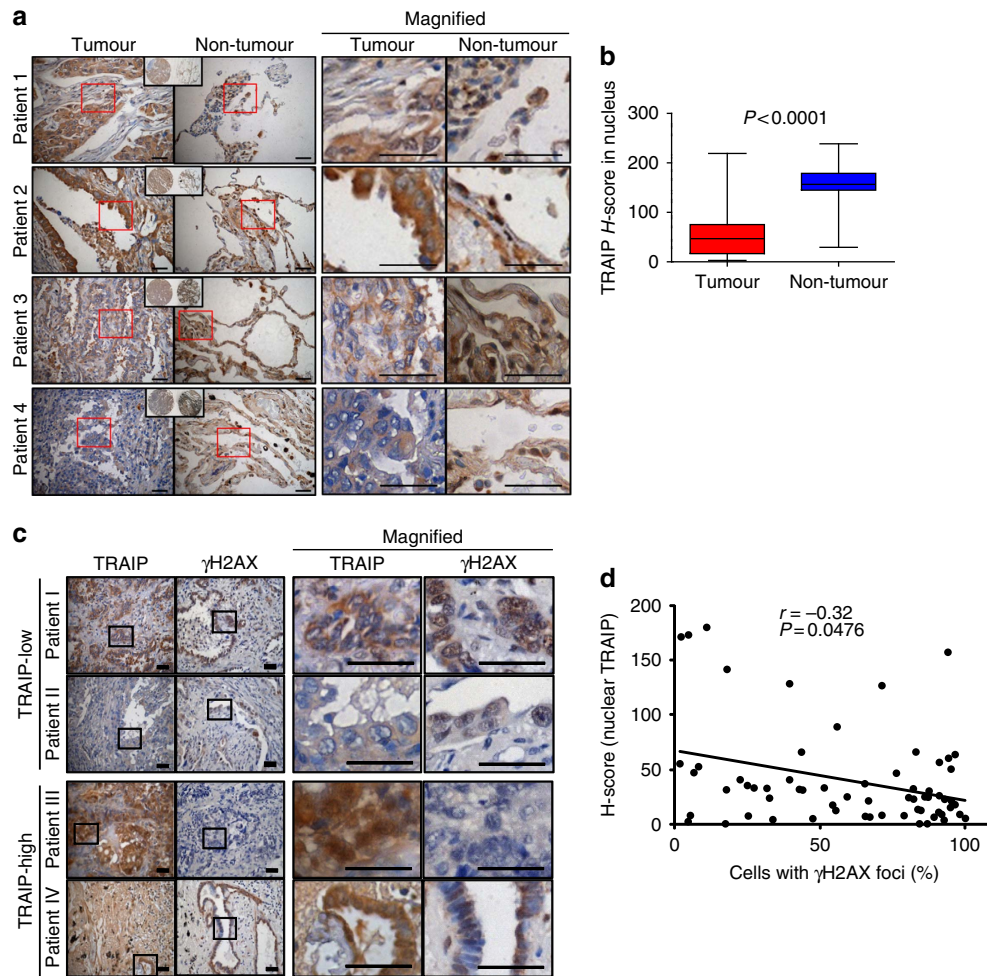 a
Magnified
Tumour Non-tumour Tumour Non-tumour
Patient 1
Patient 2
Patient 3
Patient 4
b
TRAIP H-score in nucleus
300
200
100
0
P<0.0001
Tumour Non-tumour
c
Magnified
TRAIP γH2AX TRAIP γH2AX
TRAIP-low
Patient I
Patient II
TRAIP-high
Patient III
Patient IV
d
H-score (nuclear TRAIP)
200
150
100
50
0
r = −0.32
P = 0.0476
0 50 100
Cells with γH2AX foci (%)